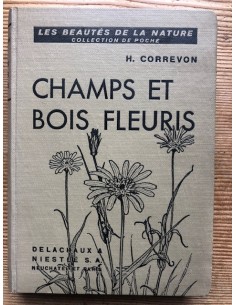 LES BEAUTÉS DE LA NATURE
COLLECTION DE POCHE
H. CORREVON
CHAMPS ET
BOIS FLEURIS
DELACHAUX &
NIESTLÉ S.A.
NEUCHATEL ET PARIS